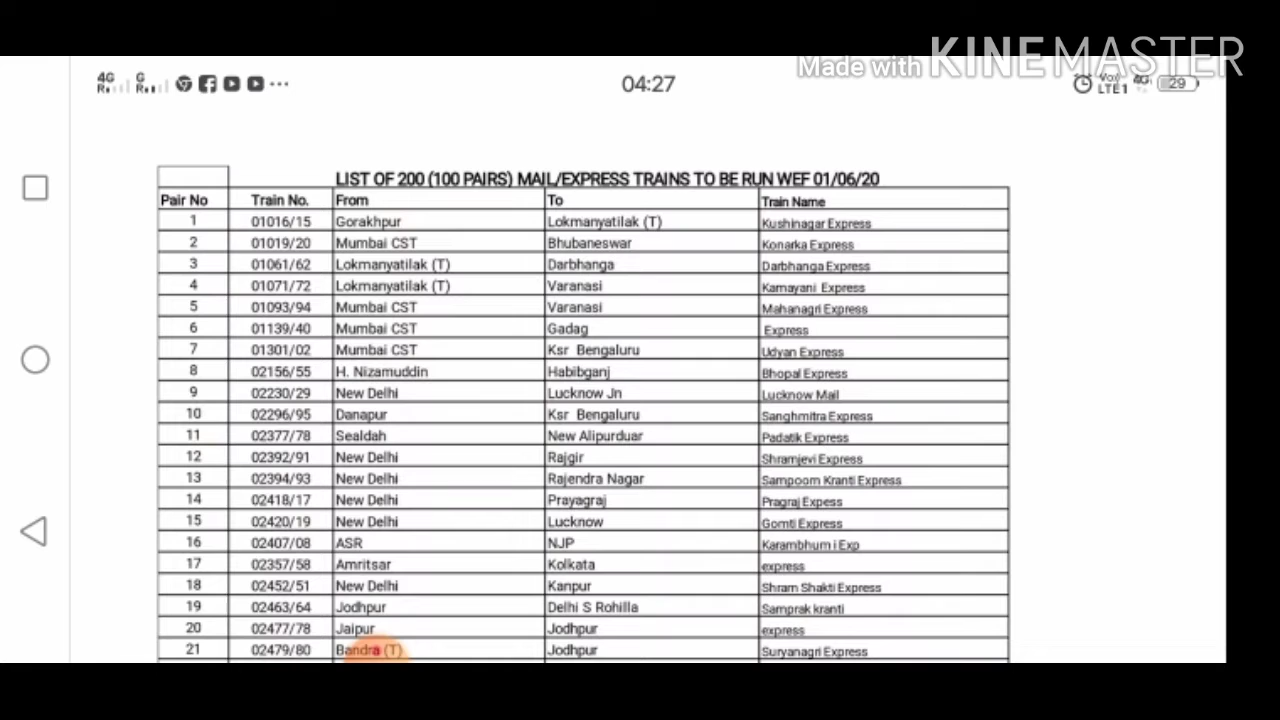 Made with KINEMASTER
4G R G R ... 04:27 Vo) LTE1 4G 29
LIST OF 200 (100 PAIRS) MAIL/EXPRESS TRAINS TO BE RUN WEF 01/06/20
Pair No Train No. From To Train Name
1 01016/15 Gorakhpur Lokmanyatilak (T) Kushinagar Express
2 01019/20 Mumbai CST Bhubaneswar Konarka Express
3 01061/62 Lokmanyatilak (T) Darbhanga Darbhanga Express
4 01071/72 Lokmanyatilak (T) Varanasi Kamayani Express
5 01093/94 Mumbai CST Varanasi Mahanagri Express
6 01139/40 Mumbai CST Gadag Express
7 01301/02 Mumbai CST Ksr Bengaluru Udyan Express
8 02156/55 H. Nizamuddin Habibganj Bhopal Express
9 02230/29 New Delhi Lucknow Jn Lucknow Mail
10 02296/95 Danapur Ksr Bengaluru Sanghmitra Express
11 02377/78 Sealdah New Alipurduar Padatik Express
12 02392/91 New Delhi Rajgir Shramjevi Express
13 02394/93 New Delhi Rajendra Nagar Sampoorn Kranti Express
14 02418/17 New Delhi Prayagraj Pragraj Expess
15 02420/19 New Delhi Lucknow Gomti Express
16 02407/08 ASR NJP Karambhum i Exp
17 02357/58 Amritsar Kolkata express
18 02452/51 New Delhi Kanpur Shram Shakti Express
19 02463/64 Jodhpur Delhi S Rohilla Samprak kranti
20 02477/78 Jaipur Jodhpur express
21 02479/80 Bandra (T) Jodhpur Suryanagri Express